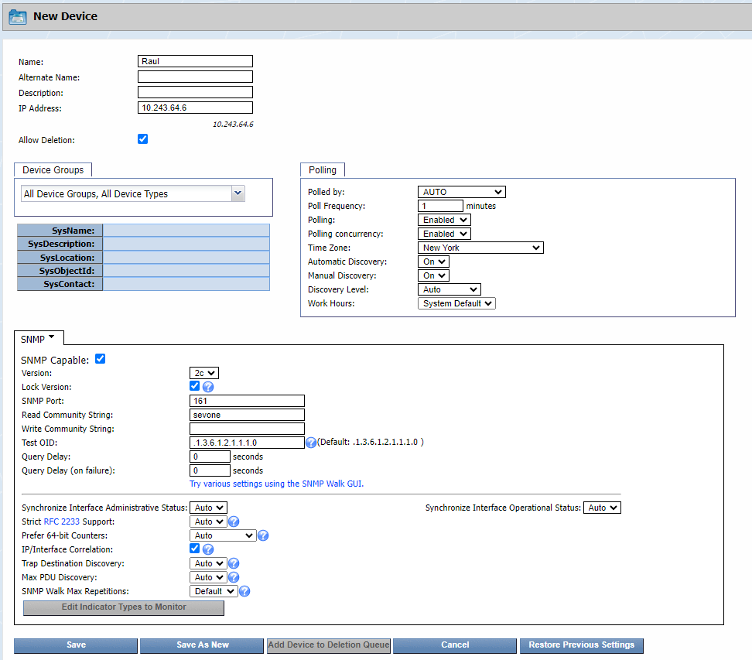 New Device
Name: Raul
Alternate Name:
Description:
IP Address: 10.243.64.6
10.243.64.6
Allow Deletion:
Device Groups
All Device Groups, All Device Types
SysName:
SysDescription:
SysLocation:
SysObjectId:
SysContact:
Polling
Polled by: AUTO
Poll Frequency: 1 minutes
Polling: Enabled
Polling concurrency: Enabled
Time Zone: New York
Automatic Discovery: On
Manual Discovery: On
Discovery Level: Auto
Work Hours: System Default
SNMP
SNMP Capable:
Version: 2c
Lock Version: ?
SNMP Port: 161
Read Community String: sevone
Write Community String:
Test OID: .1.3.6.1.2.1.1.1.0 ? (Default: .1.3.6.1.2.1.1.1.0 )
Query Delay: 0 seconds
Query Delay (on failure): 0 seconds
Try various settings using the SNMP Walk GUI.
Synchronize Interface Administrative Status: Auto Synchronize Interface Operational Status: Auto
Strict RFC 2233 Support: Auto ?
Prefer 64-bit Counters: Auto ?
IP/Interface Correlation: ?
Trap Destination Discovery: Auto ?
Max PDU Discovery: Auto ?
SNMP Walk Max Repetitions: Default ?
Edit Indicator Types to Monitor
Save Save As New Add Device to Deletion Queue Cancel Restore Previous Settings